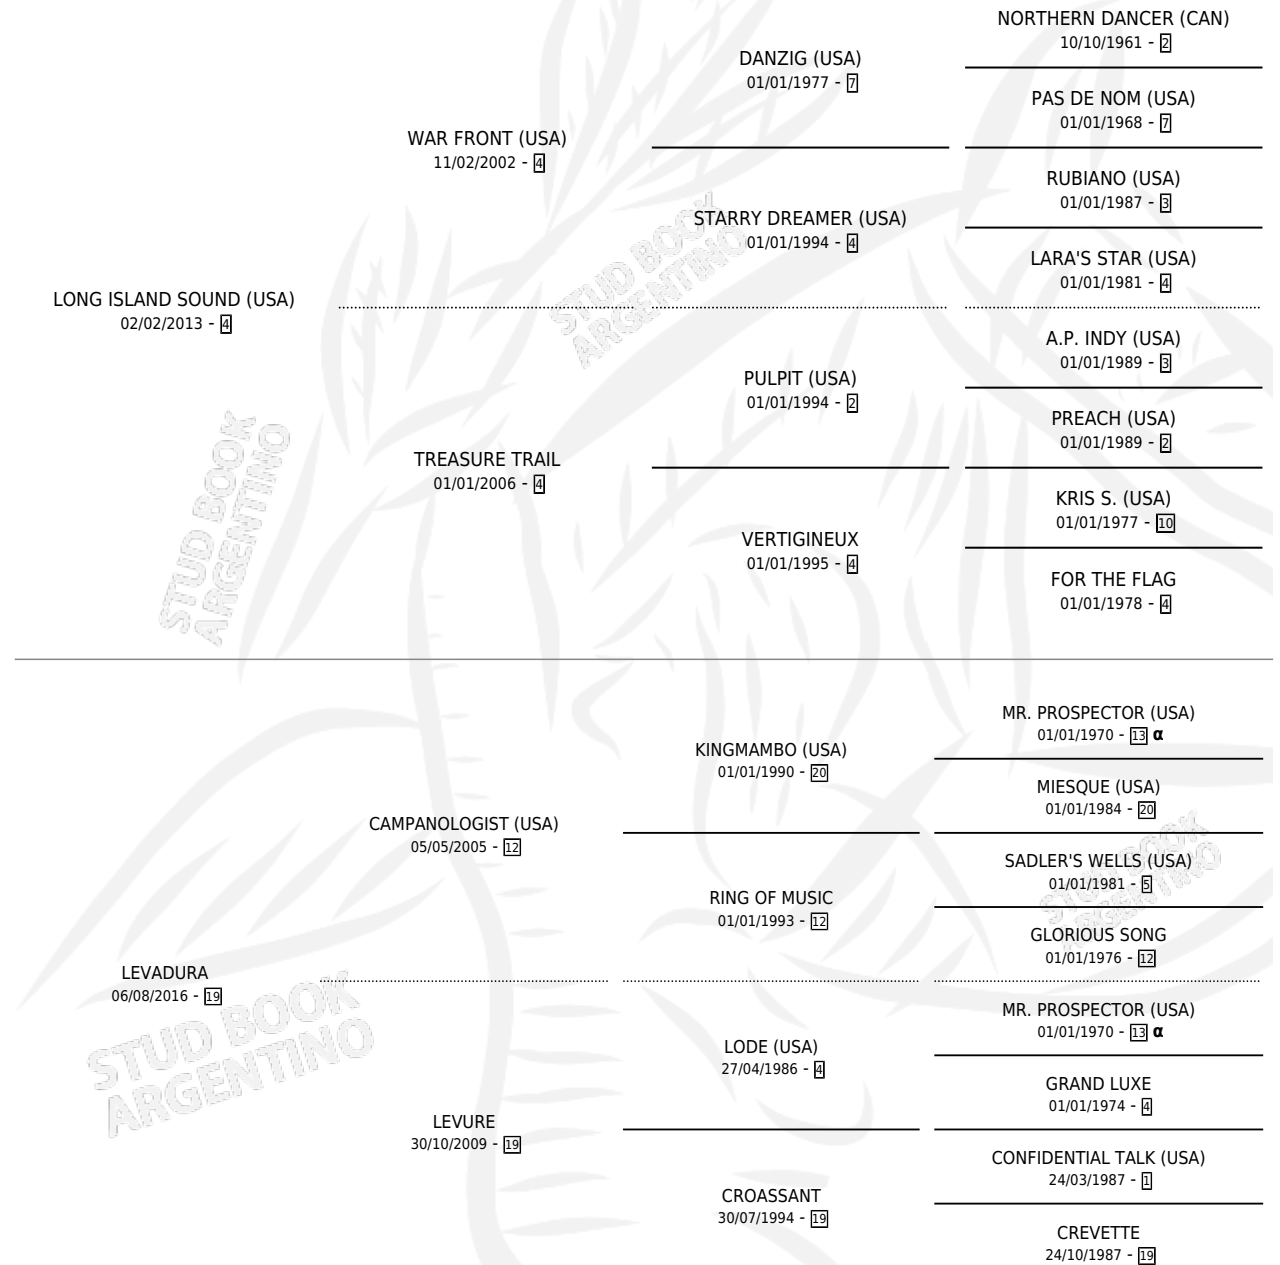 NORTHERN DANCER (CAN)
10/10/1961 - 2
DANZIG (USA)
01/01/1977 - 7
PAS DE NOM (USA)
01/01/1968 - 7
WAR FRONT (USA)
11/02/2002 - 4
RUBIANO (USA)
01/01/1987 - 3
STARRY DREAMER (USA)
01/01/1994 - 4
LARA'S STAR (USA)
01/01/1981 - 4
LONG ISLAND SOUND (USA)
02/02/2013 - 4
A.P. INDY (USA)
01/01/1989 - 3
PULPIT (USA)
01/01/1994 - 2
PREACH (USA)
01/01/1989 - 2
TREASURE TRAIL
01/01/2006 - 4
KRIS S. (USA)
01/01/1977 - 10
VERTIGINEUX
01/01/1995 - 4
FOR THE FLAG
01/01/1978 - 4
MR. PROSPECTOR (USA)
01/01/1970 - 13 α
KINGMAMBO (USA)
01/01/1990 - 20
MIESQUE (USA)
01/01/1984 - 20
CAMPANOLOGIST (USA)
05/05/2005 - 12
SADLER'S WELLS (USA)
01/01/1981 - 5
RING OF MUSIC
01/01/1993 - 12
GLORIOUS SONG
01/01/1976 - 12
LEVADURA
06/08/2016 - 19
MR. PROSPECTOR (USA)
01/01/1970 - 13 α
LODE (USA)
27/04/1986 - 4
GRAND LUXE
01/01/1974 - 4
LEVURE
30/10/2009 - 19
CONFIDENTIAL TALK (USA)
24/03/1987 - 1
CROASSANT
30/07/1994 - 19
CREVETTE
24/10/1987 - 19
STUD BOOK
ARGENTINO
STUD BOOK
ARGENTINO
STUD BOOK
ARGENTINO
STUD BOOK
ARGENTINO